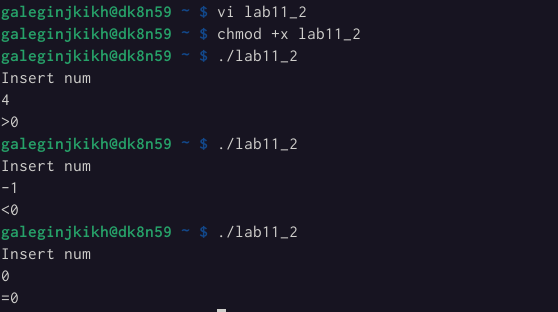 galeginjkikh@dk8n59 ~ $ vi lab11_2
galeginjkikh@dk8n59 ~ $ chmod +x lab11_2
galeginjkikh@dk8n59 ~ $ ./lab11_2
Insert num
4
>0
galeginjkikh@dk8n59 ~ $ ./lab11_2
Insert num
-1
<0
galeginjkikh@dk8n59 ~ $ ./lab11_2
Insert num
0
=0